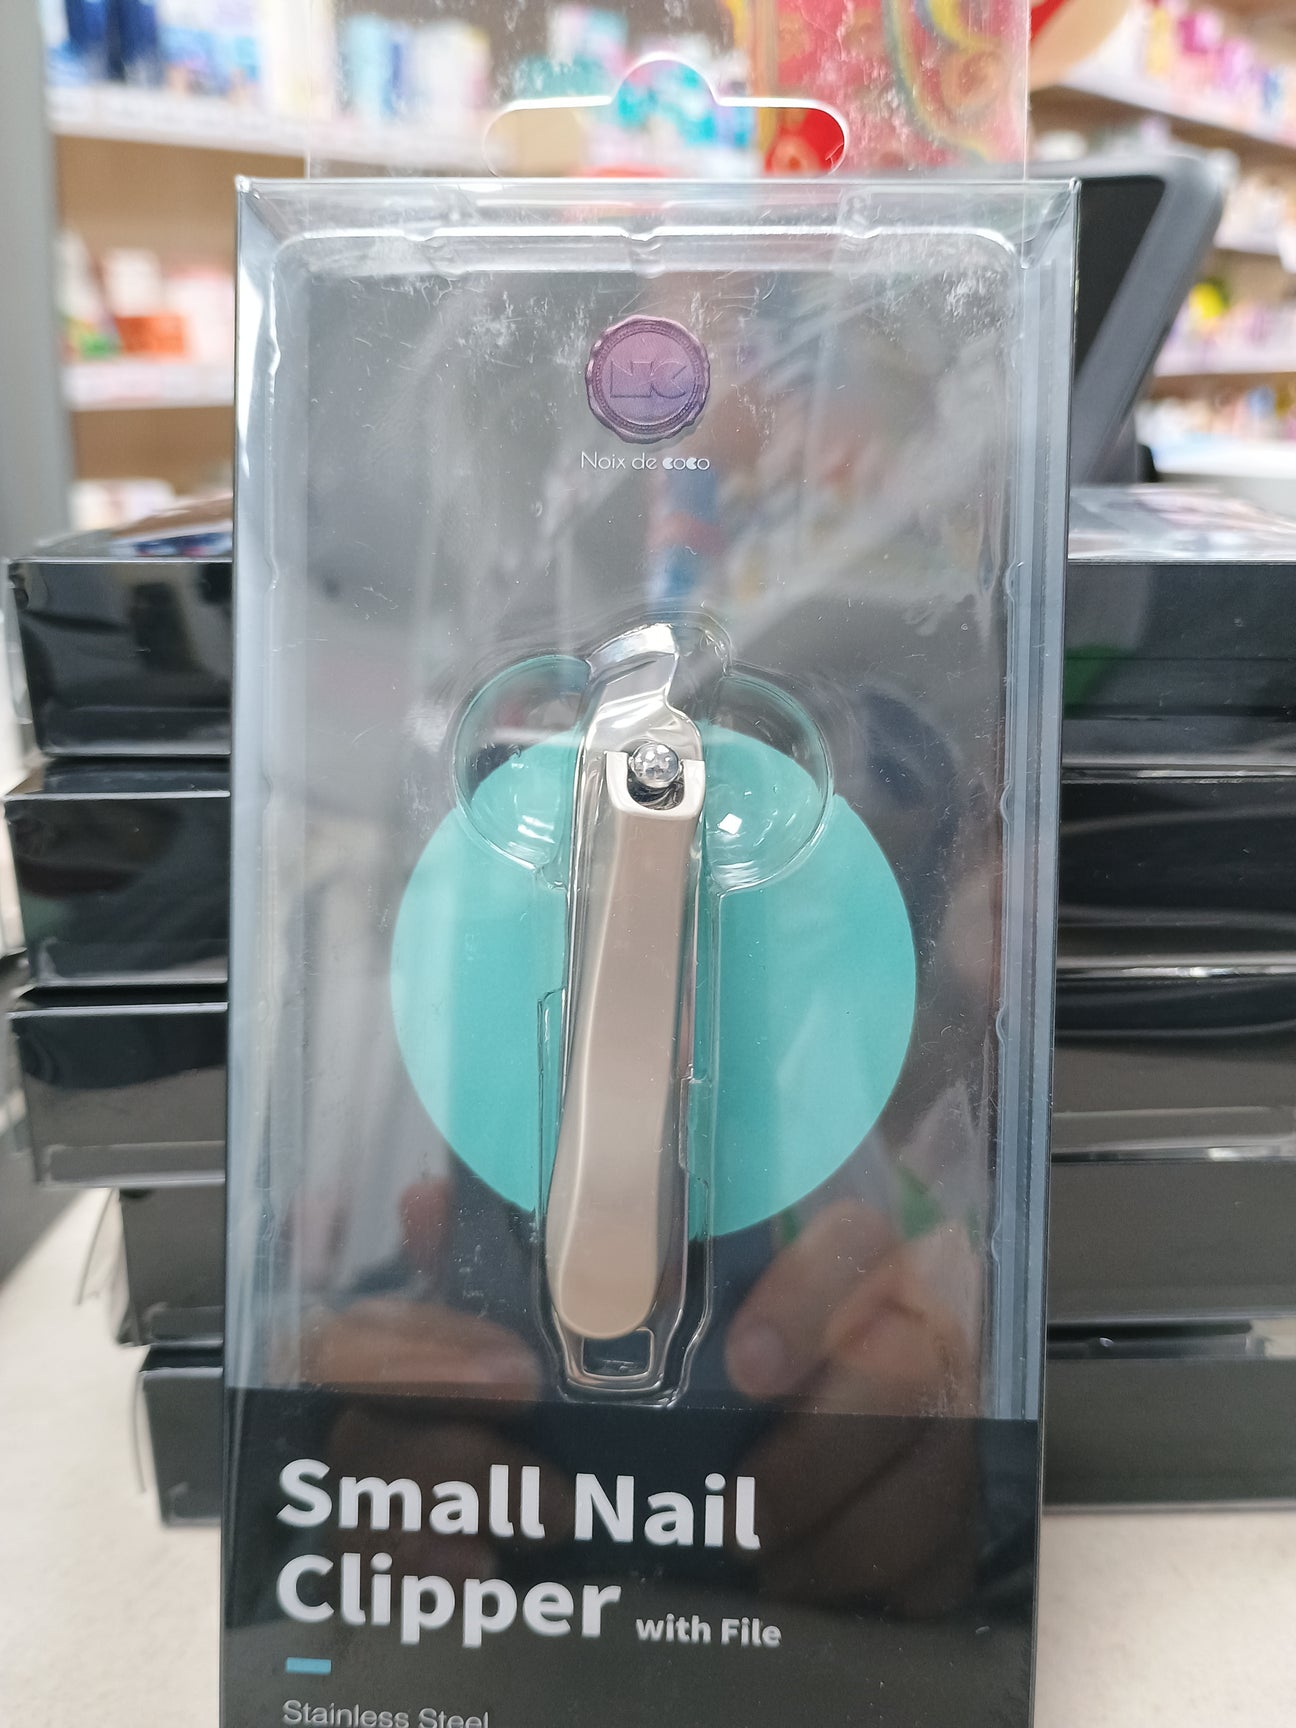 NC
Noix de coco
Small Nail
Clipper with File
Stainless Steel